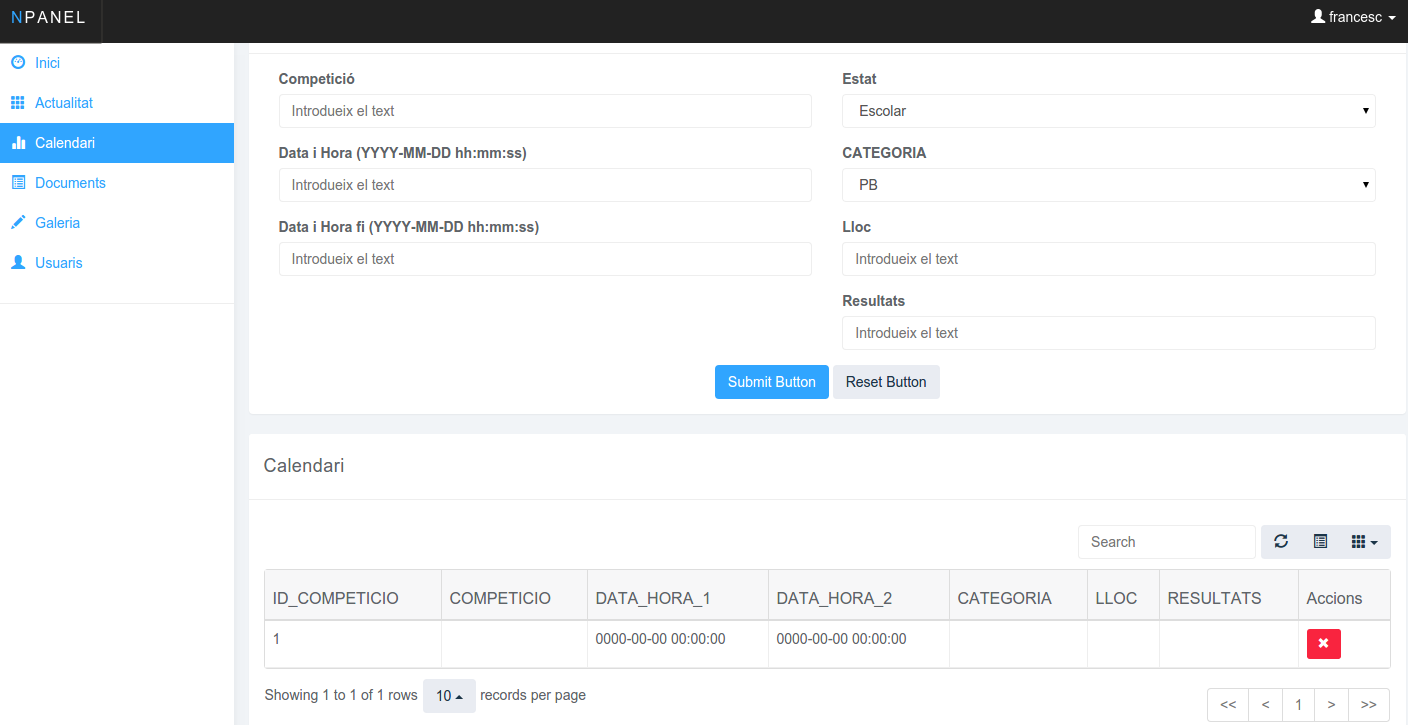 NPANEL
francesc
Inici
Actualitat
Calendari
Documents
Galeria
Usuaris
Competició
Introdueix el text
Data i Hora (YYYY-MM-DD hh:mm:ss)
Introdueix el text
Data i Hora fi (YYYY-MM-DD hh:mm:ss)
Introdueix el text
Estat
Escolar
CATEGORIA
PB
Lloc
Introdueix el text
Resultats
Introdueix el text
Submit Button Reset Button
Calendari
Search
ID_COMPETICIO COMPETICIO DATA_HORA_1 DATA_HORA_2 CATEGORIA LLOC RESULTATS Accions
1 0000-00-00 00:00:00 0000-00-00 00:00:00
Showing 1 to 1 of 1 rows 10 records per page
<< < 1 > >>